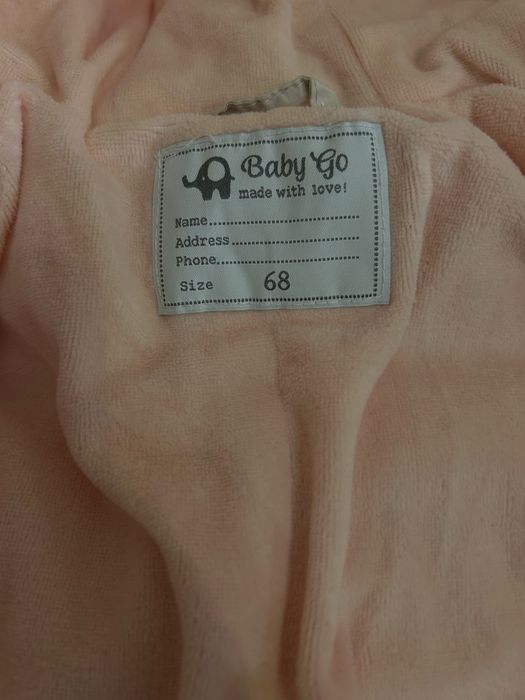 Baby Go
made with love!
Name....................................
Address..............................
Phone..................................
Size 68